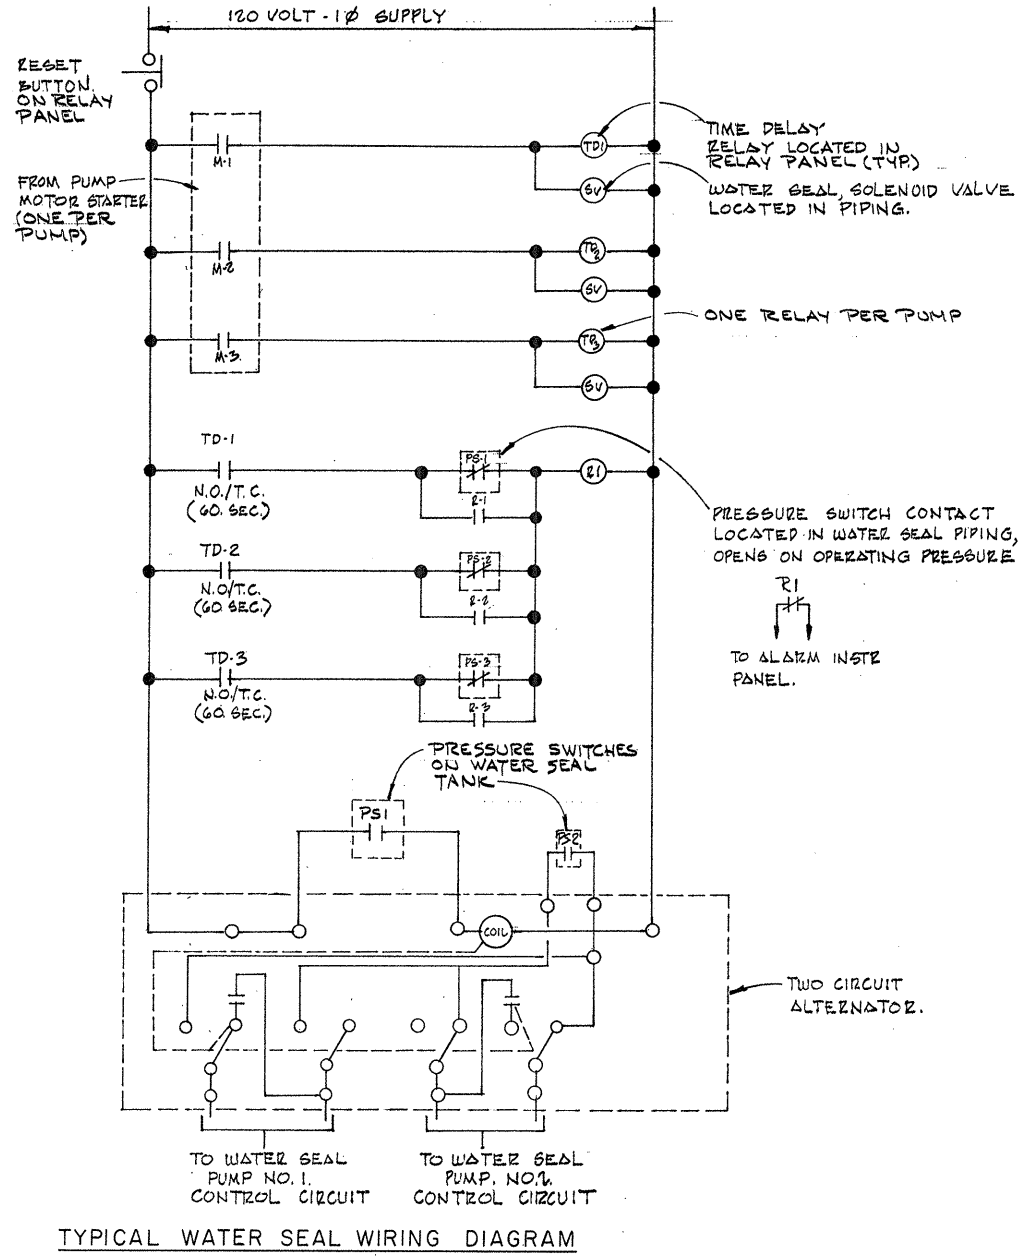 120 VOLT - 1Ø SUPPLY
RESET
BUTTON.
ON RELAY
PANEL
M-1
TD1
TIME DELAY
RELAY LOCATED IN
RELAY PANEL (TYP.)
FROM PUMP
MOTOR STARTER
(ONE PER
PUMP)
SV
WATER SEAL, SOLENOID VALVE
LOCATED IN PIPING.
M-2
TD2
SV
ONE RELAY PER PUMP
M-3.
TD3
SV
TD-1
PS-1
R1
N.O./T.C.
(60. SEC.)
R-1
PRESSURE SWITCH CONTACT
LOCATED IN WATER SEAL PIPING,
OPENS ON OPERATING PRESSURE
TD-2
PS-2
N.O/T.C.
(60 SEC.)
R-2
R1
TO ALARM INSTR
PANEL.
TD-3
PS-3
N.O./T.C.
(60. SEC.)
R-3
PRESSURE SWITCHES
ON WATER SEAL
TANK
PS1
PS2
COIL
TWO CIRCUIT
ALTERNATOR.
TO WATER SEAL
PUMP NO. 1.
CONTROL CIRCUIT
TO WATER SEAL
PUMP. NO.2.
CONTROL CIRCUIT
TYPICAL WATER SEAL WIRING DIAGRAM